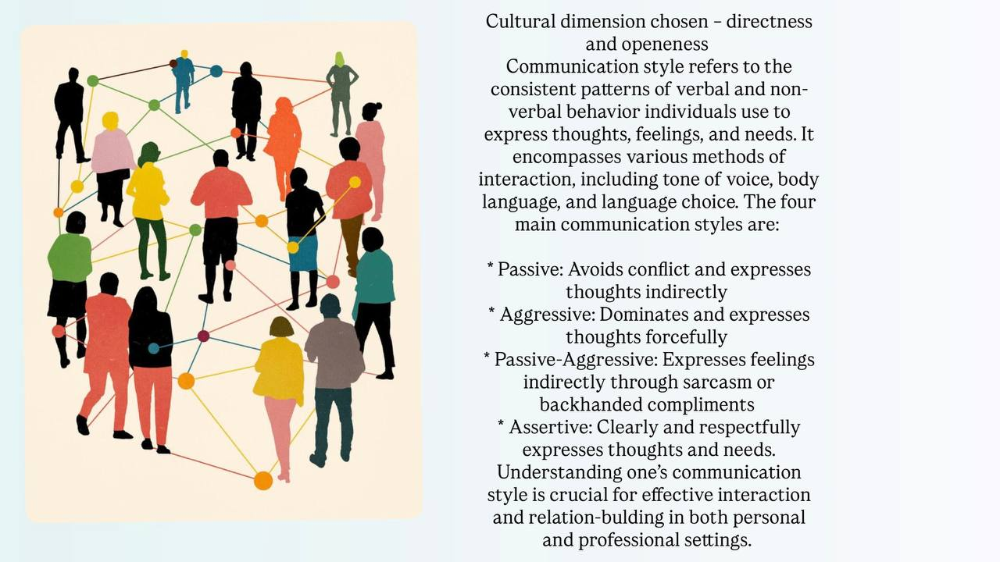 Cultural dimension chosen – directness
and openeness
Communication style refers to the
consistent patterns of verbal and non-
verbal behavior individuals use to
express thoughts, feelings, and needs. It
encompasses various methods of
interaction, including tone of voice, body
language, and language choice. The four
main communication styles are:
* Passive: Avoids conflict and expresses
thoughts indirectly
* Aggressive: Dominates and expresses
thoughts forcefully
* Passive-Aggressive: Expresses feelings
indirectly through sarcasm or
backhanded compliments
* Assertive: Clearly and respectfully
expresses thoughts and needs.
Understanding one’s communication
style is crucial for effective interaction
and relation-bulding in both personal
and professional settings.